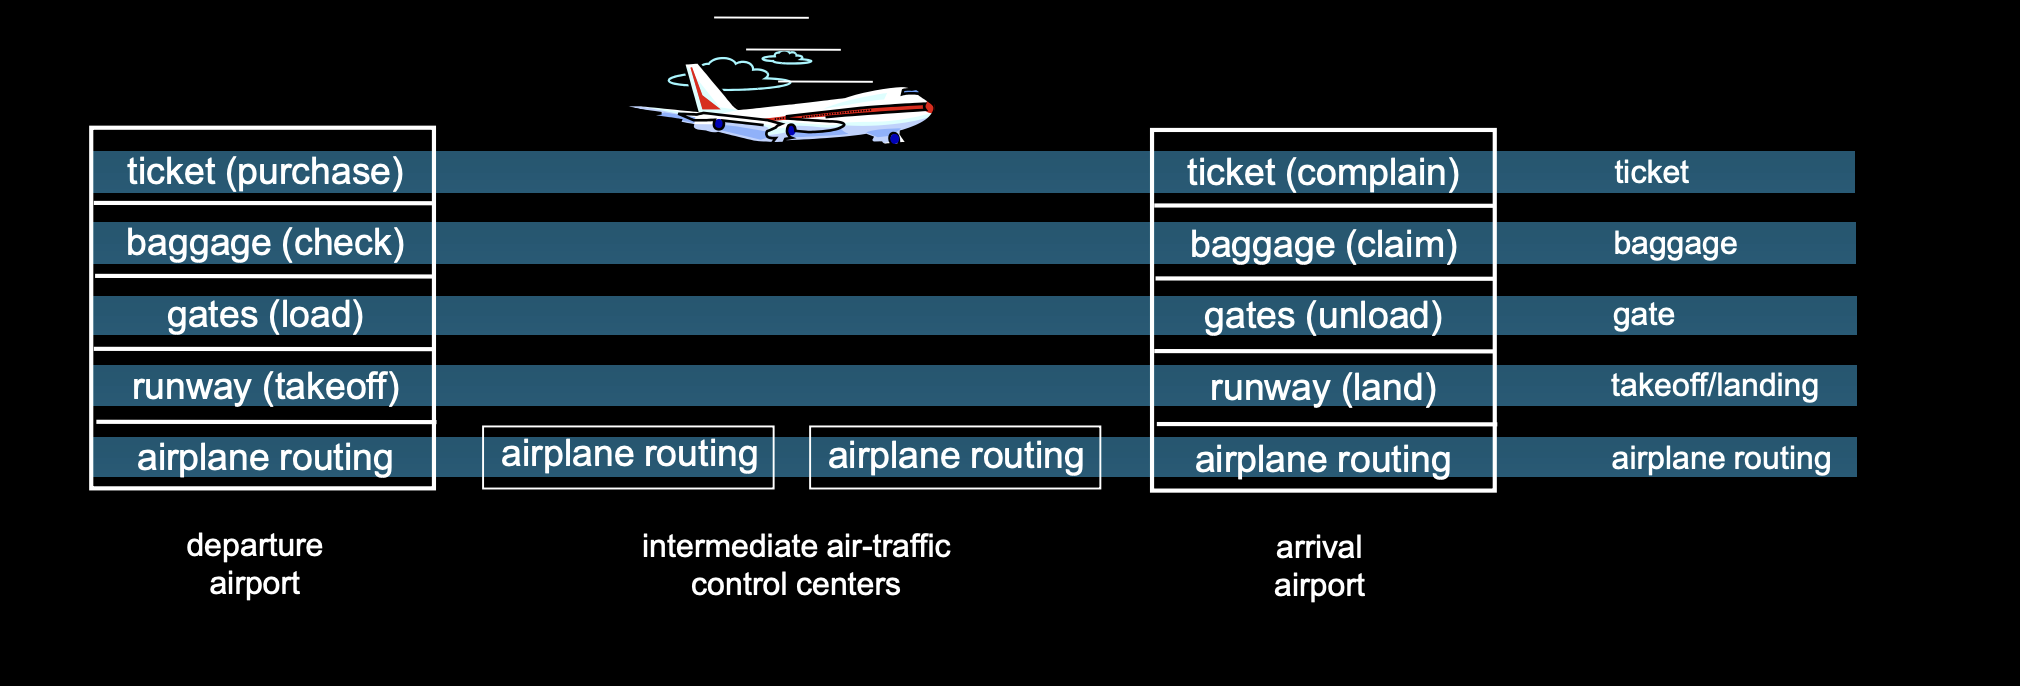 ticket (purchase)
ticket (complain)
ticket
baggage (check)
baggage (claim)
baggage
gates (load)
gates (unload)
gate
runway (takeoff)
runway (land)
takeoff/landing
airplane routing
airplane routing
airplane routing
airplane routing
airplane routing
departure
airport
intermediate air-traffic
control centers
arrival
airport